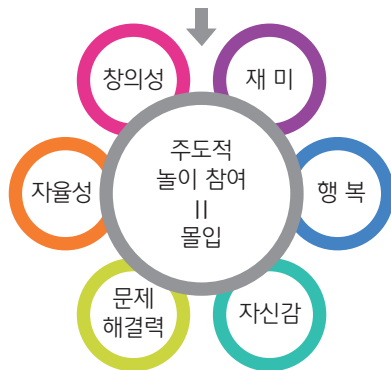 창의성
재 미
주도적
놀이 참여
||
몰입
자율성
행 복
문제
해결력
자신감